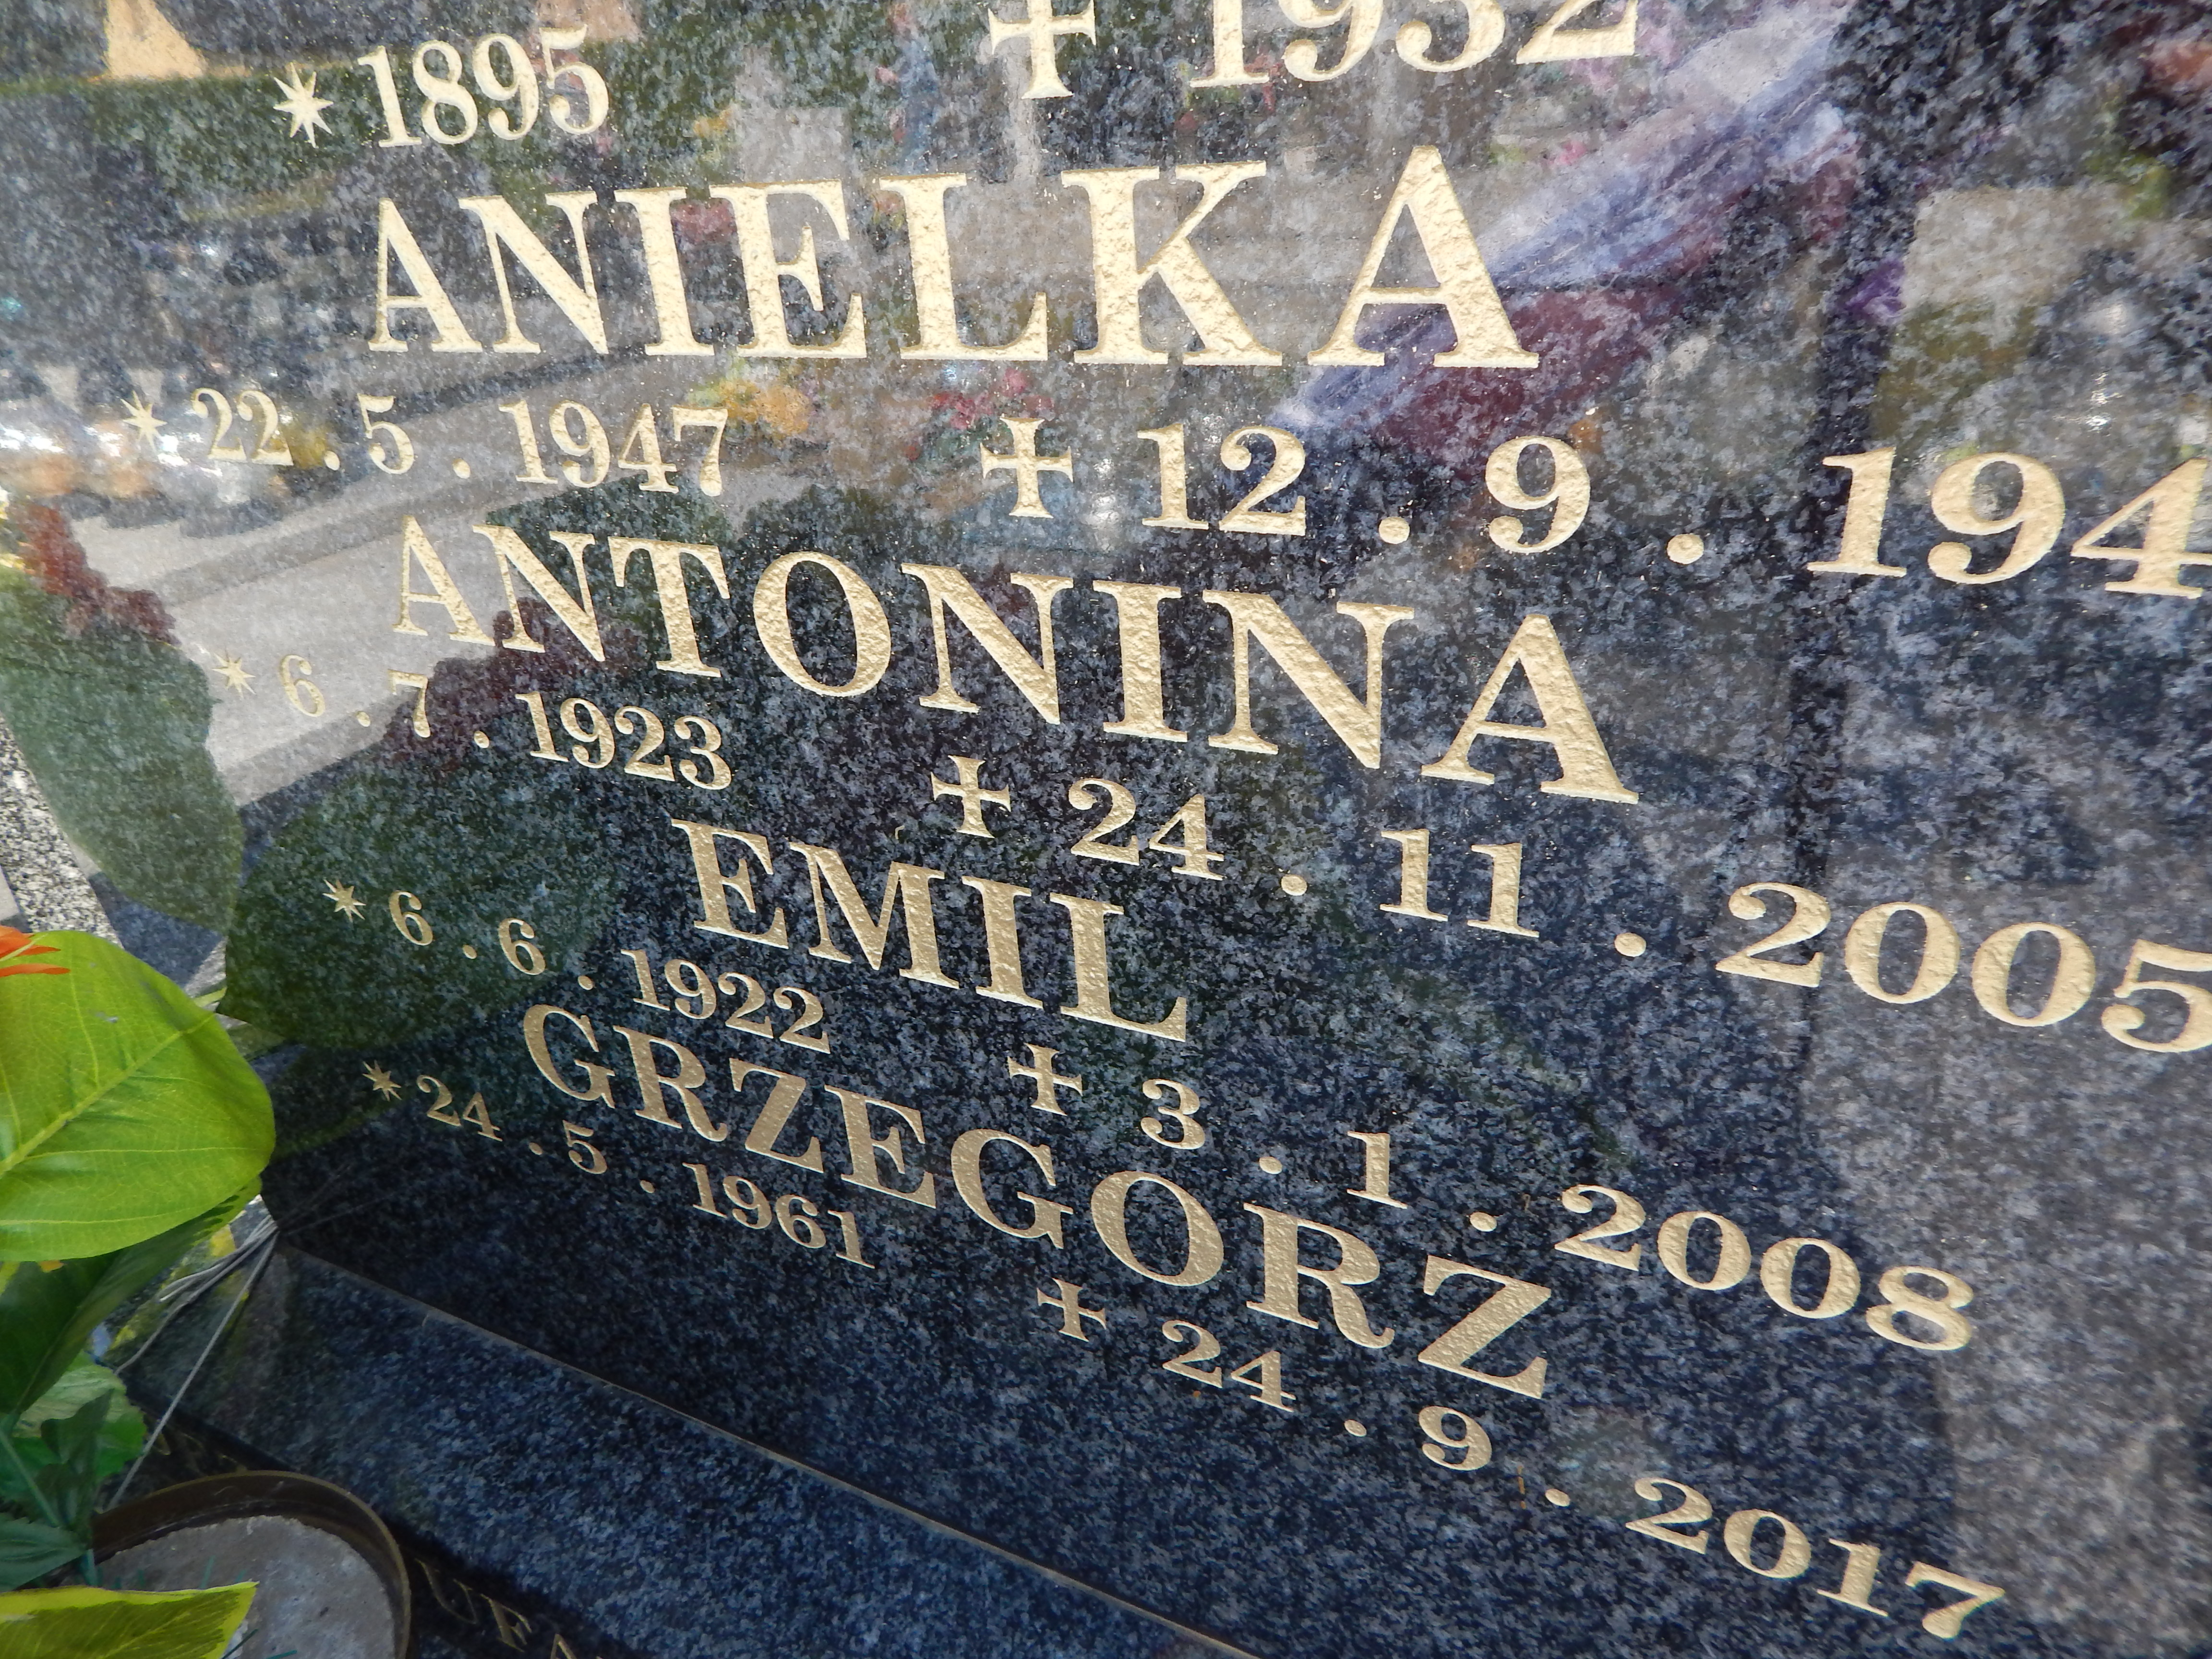 *1895 + 1932
ANIELKA
* 22.5.1947 + 12.9.194
ANTONINA
* 6.7.1923 + 24.11.2005
EMIL
* 6.6.1922 + 3.1.2008
GRZEGORZ
* 24.5.1961 + 24.9.2017